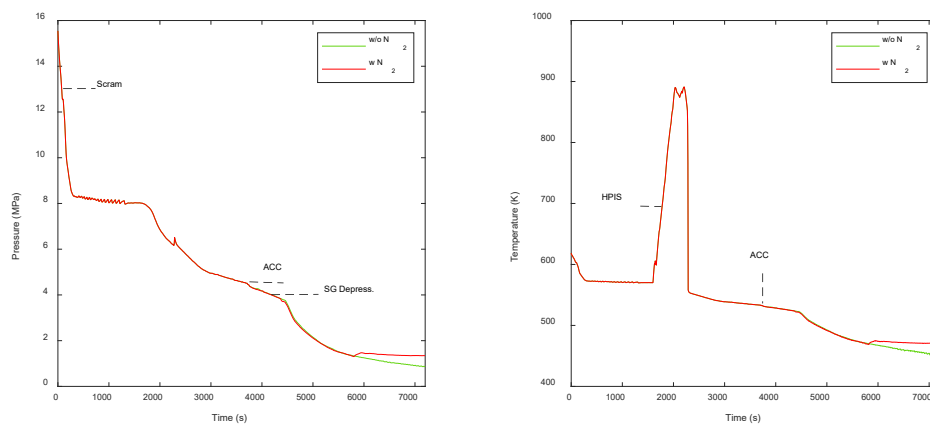 16
14
12
10
8
6
4
2
0
Pressure (MPa)
w/o N
2
w N
2
Scram
ACC
SG Depress.
0 1000 2000 3000 4000 5000 6000 7000
Time (s)
1000
900
800
700
600
500
400
Temperature (K)
w/o N
2
w N
2
HPIS
ACC
0 1000 2000 3000 4000 5000 6000 7000
Time (s)